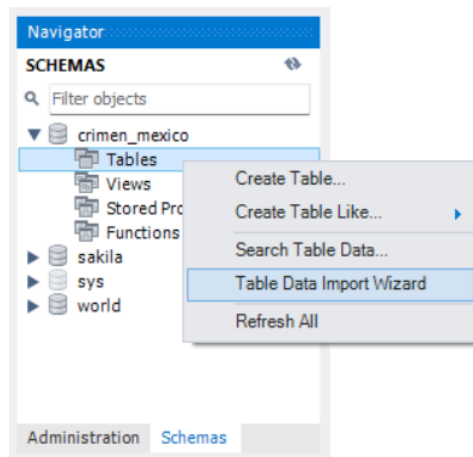 Navigator
SCHEMAS
Filter objects
crimen_mexico
Tables
Views
Stored Pro
Functions
sakila
sys
world
Create Table...
Create Table Like...
Search Table Data...
Table Data Import Wizard
Refresh All
Administration Schemas